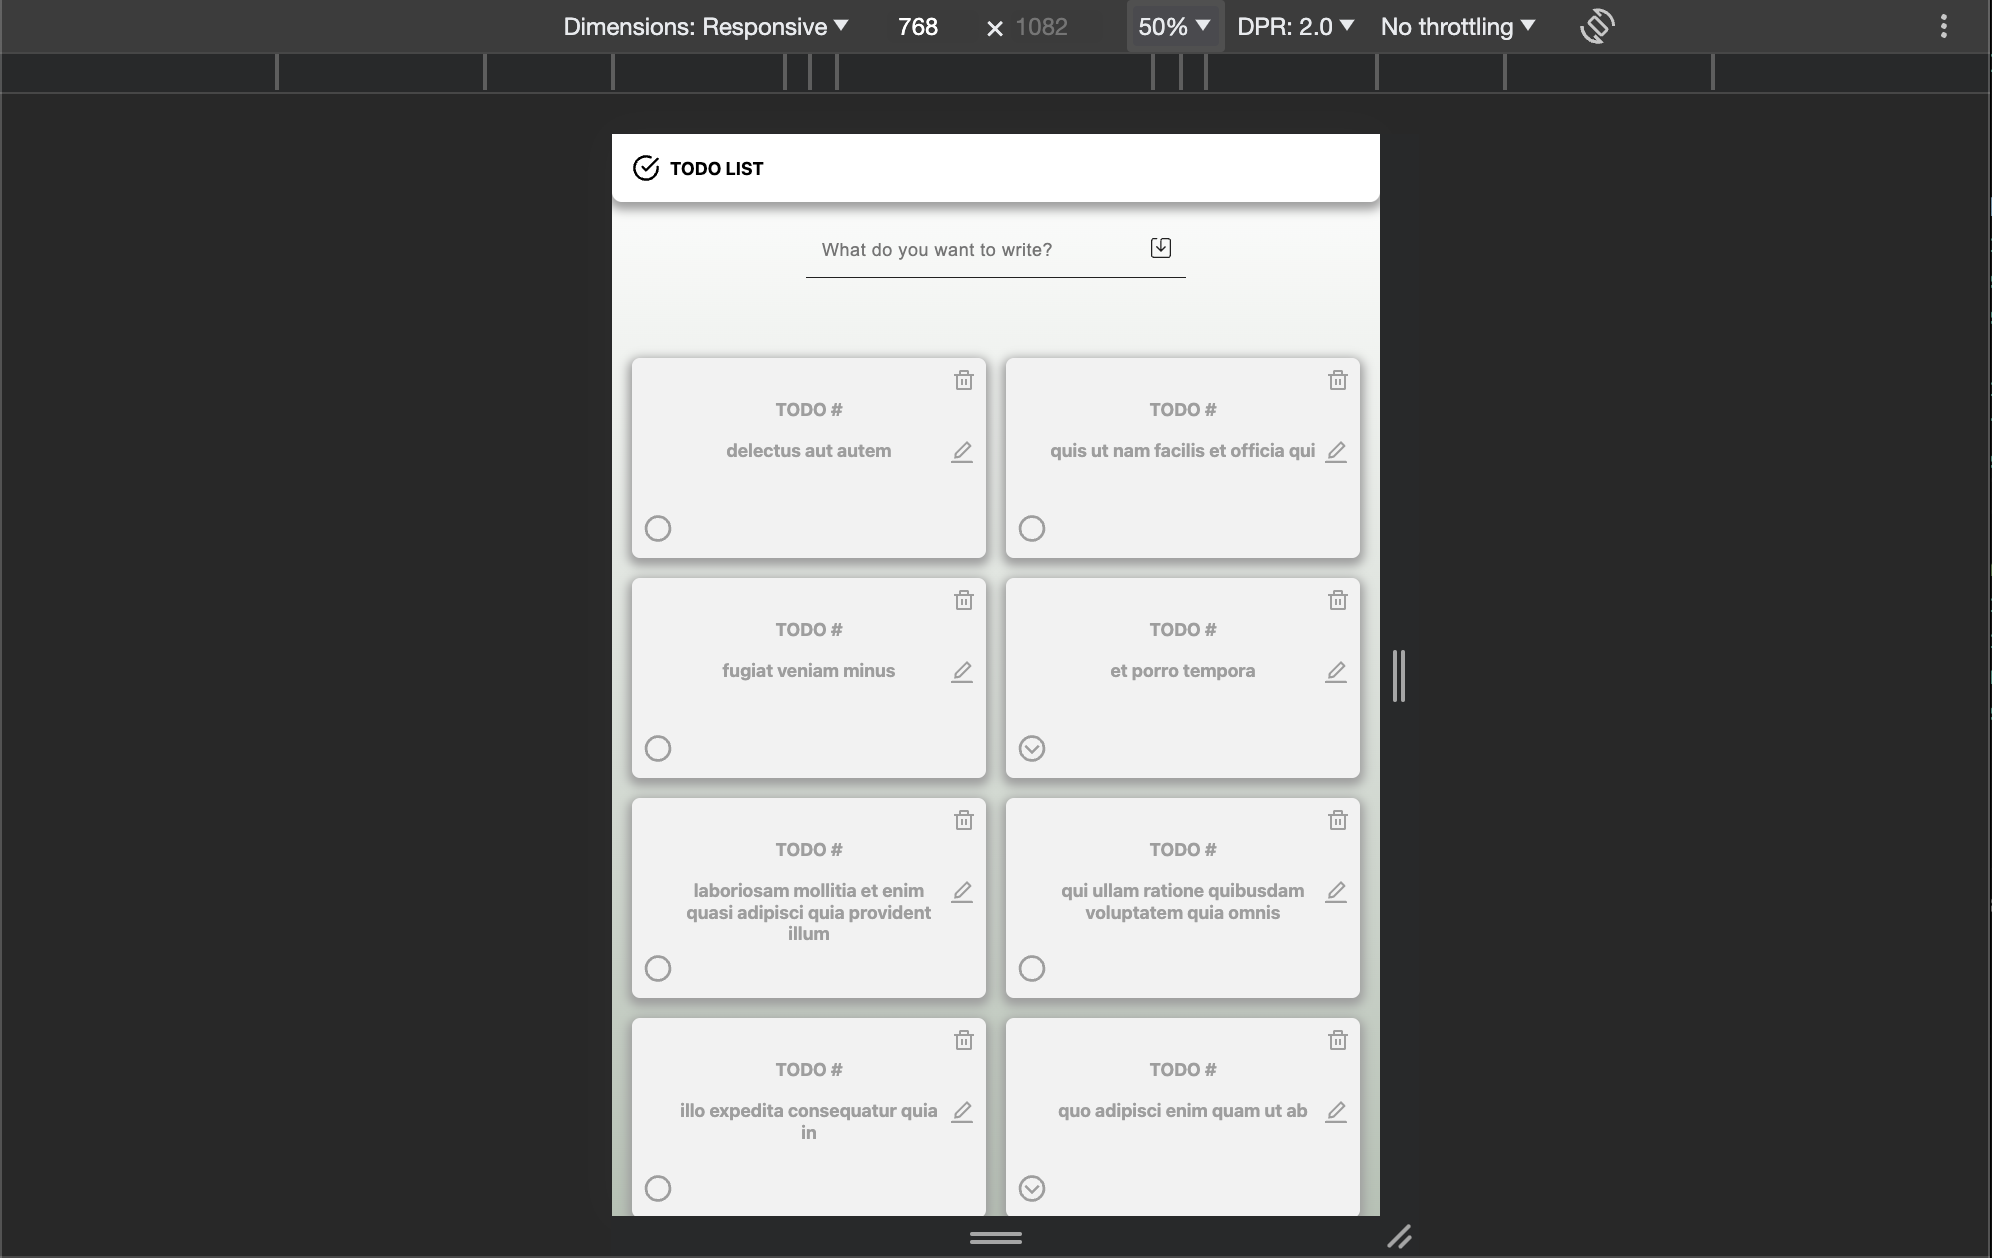 Dimensions: Responsive 768 × 1082 50% DPR: 2.0 No throttling
TODO LIST
What do you want to write?
TODO #
delectus aut autem
TODO #
quis ut nam facilis et officia qui
TODO #
fugiat veniam minus
TODO #
et porro tempora
TODO #
laboriosam mollitia et enim
quasi adipisci quia provident
illum
TODO #
qui ullam ratione quibusdam
voluptatem quia omnis
TODO #
illo expedita consequatur quia
in
TODO #
quo adipisci enim quam ut ab